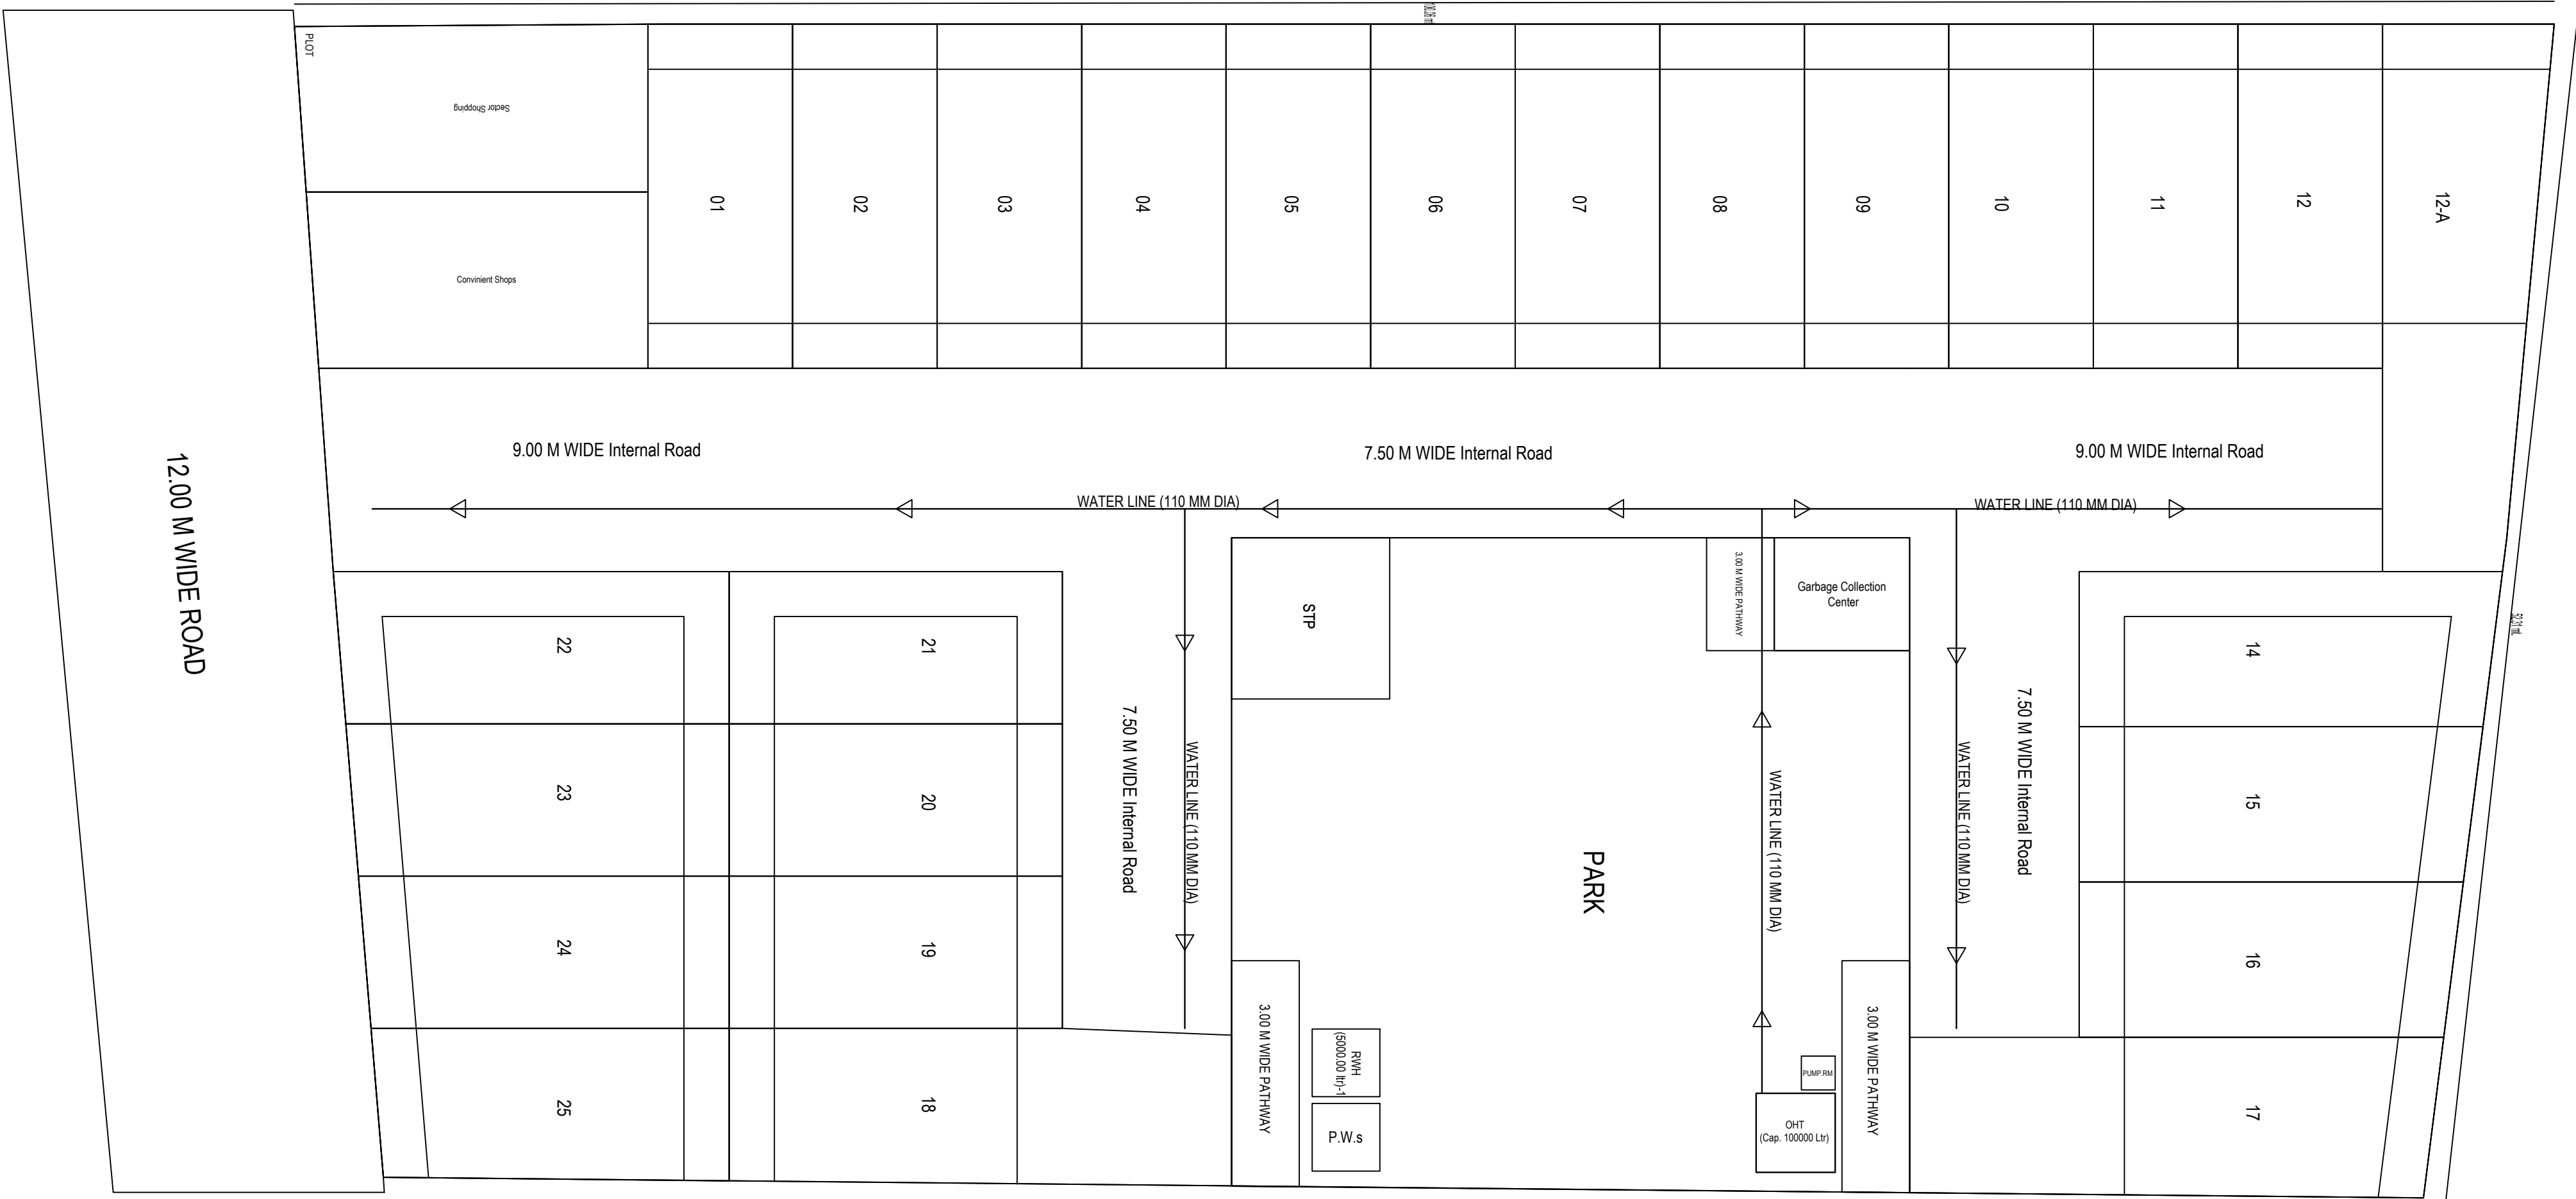 PLOT
Sector Shopping
Convinient Shops
01
02
03
04
05
06
07
08
09
10
11
12
12-A
12.00 M WIDE ROAD
9.00 M WIDE Internal Road
7.50 M WIDE Internal Road
9.00 M WIDE Internal Road
WATER LINE (110 MM DIA)
WATER LINE (110 MM DIA)
22
21
23
20
24
19
25
18
7.50 M WIDE Internal Road
WATER LINE (110 MM DIA)
STP
3.00 M WIDE PATHWAY
Garbage Collection
Center
PARK
WATER LINE (110 MM DIA)
3.00 M WIDE PATHWAY
RWH
(5000.00 ltr)-1
P.W.s
PUMP.RM
OHT
(Cap. 100000 Ltr)
3.00 M WIDE PATHWAY
WATER LINE (110 MM DIA)
7.50 M WIDE Internal Road
14
15
16
17